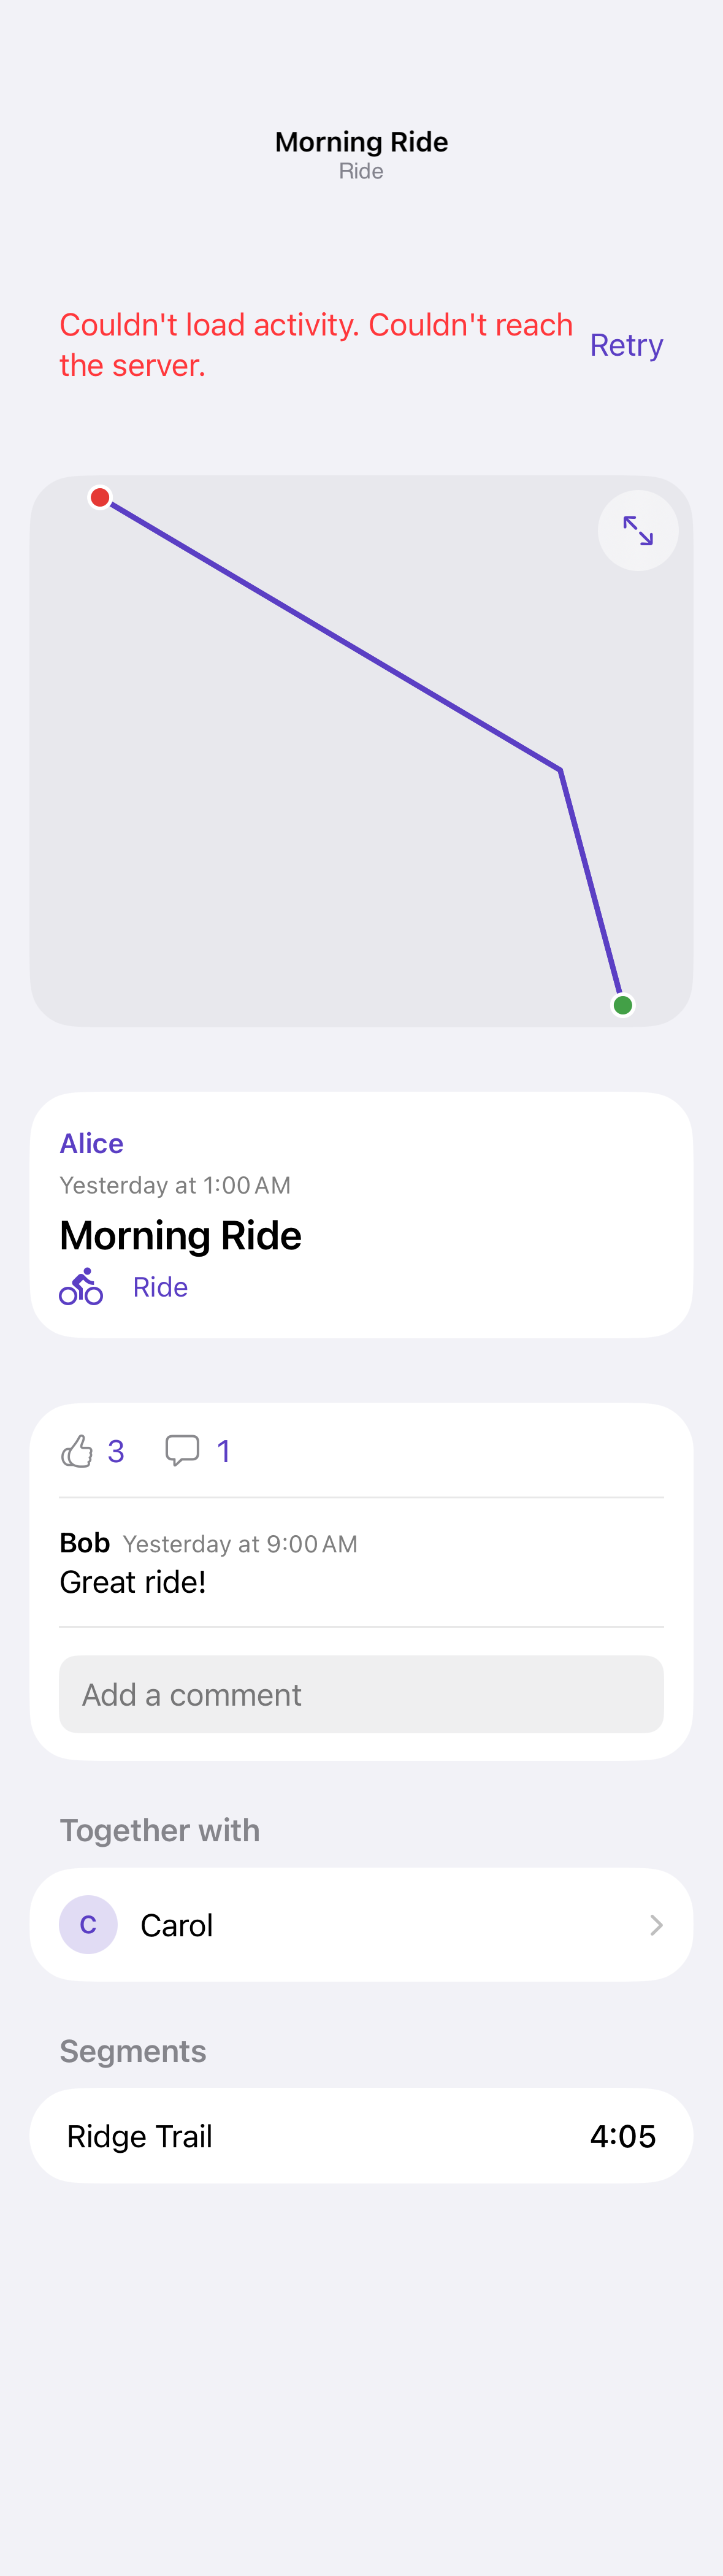 Morning Ride
Ride
Couldn't load activity. Couldn't reach
the server.
Retry
Alice
Yesterday at 1:00 AM
Morning Ride
Ride
3
1
Bob Yesterday at 9:00 AM
Great ride!
Add a comment
Together with
C Carol
Segments
Ridge Trail 4:05